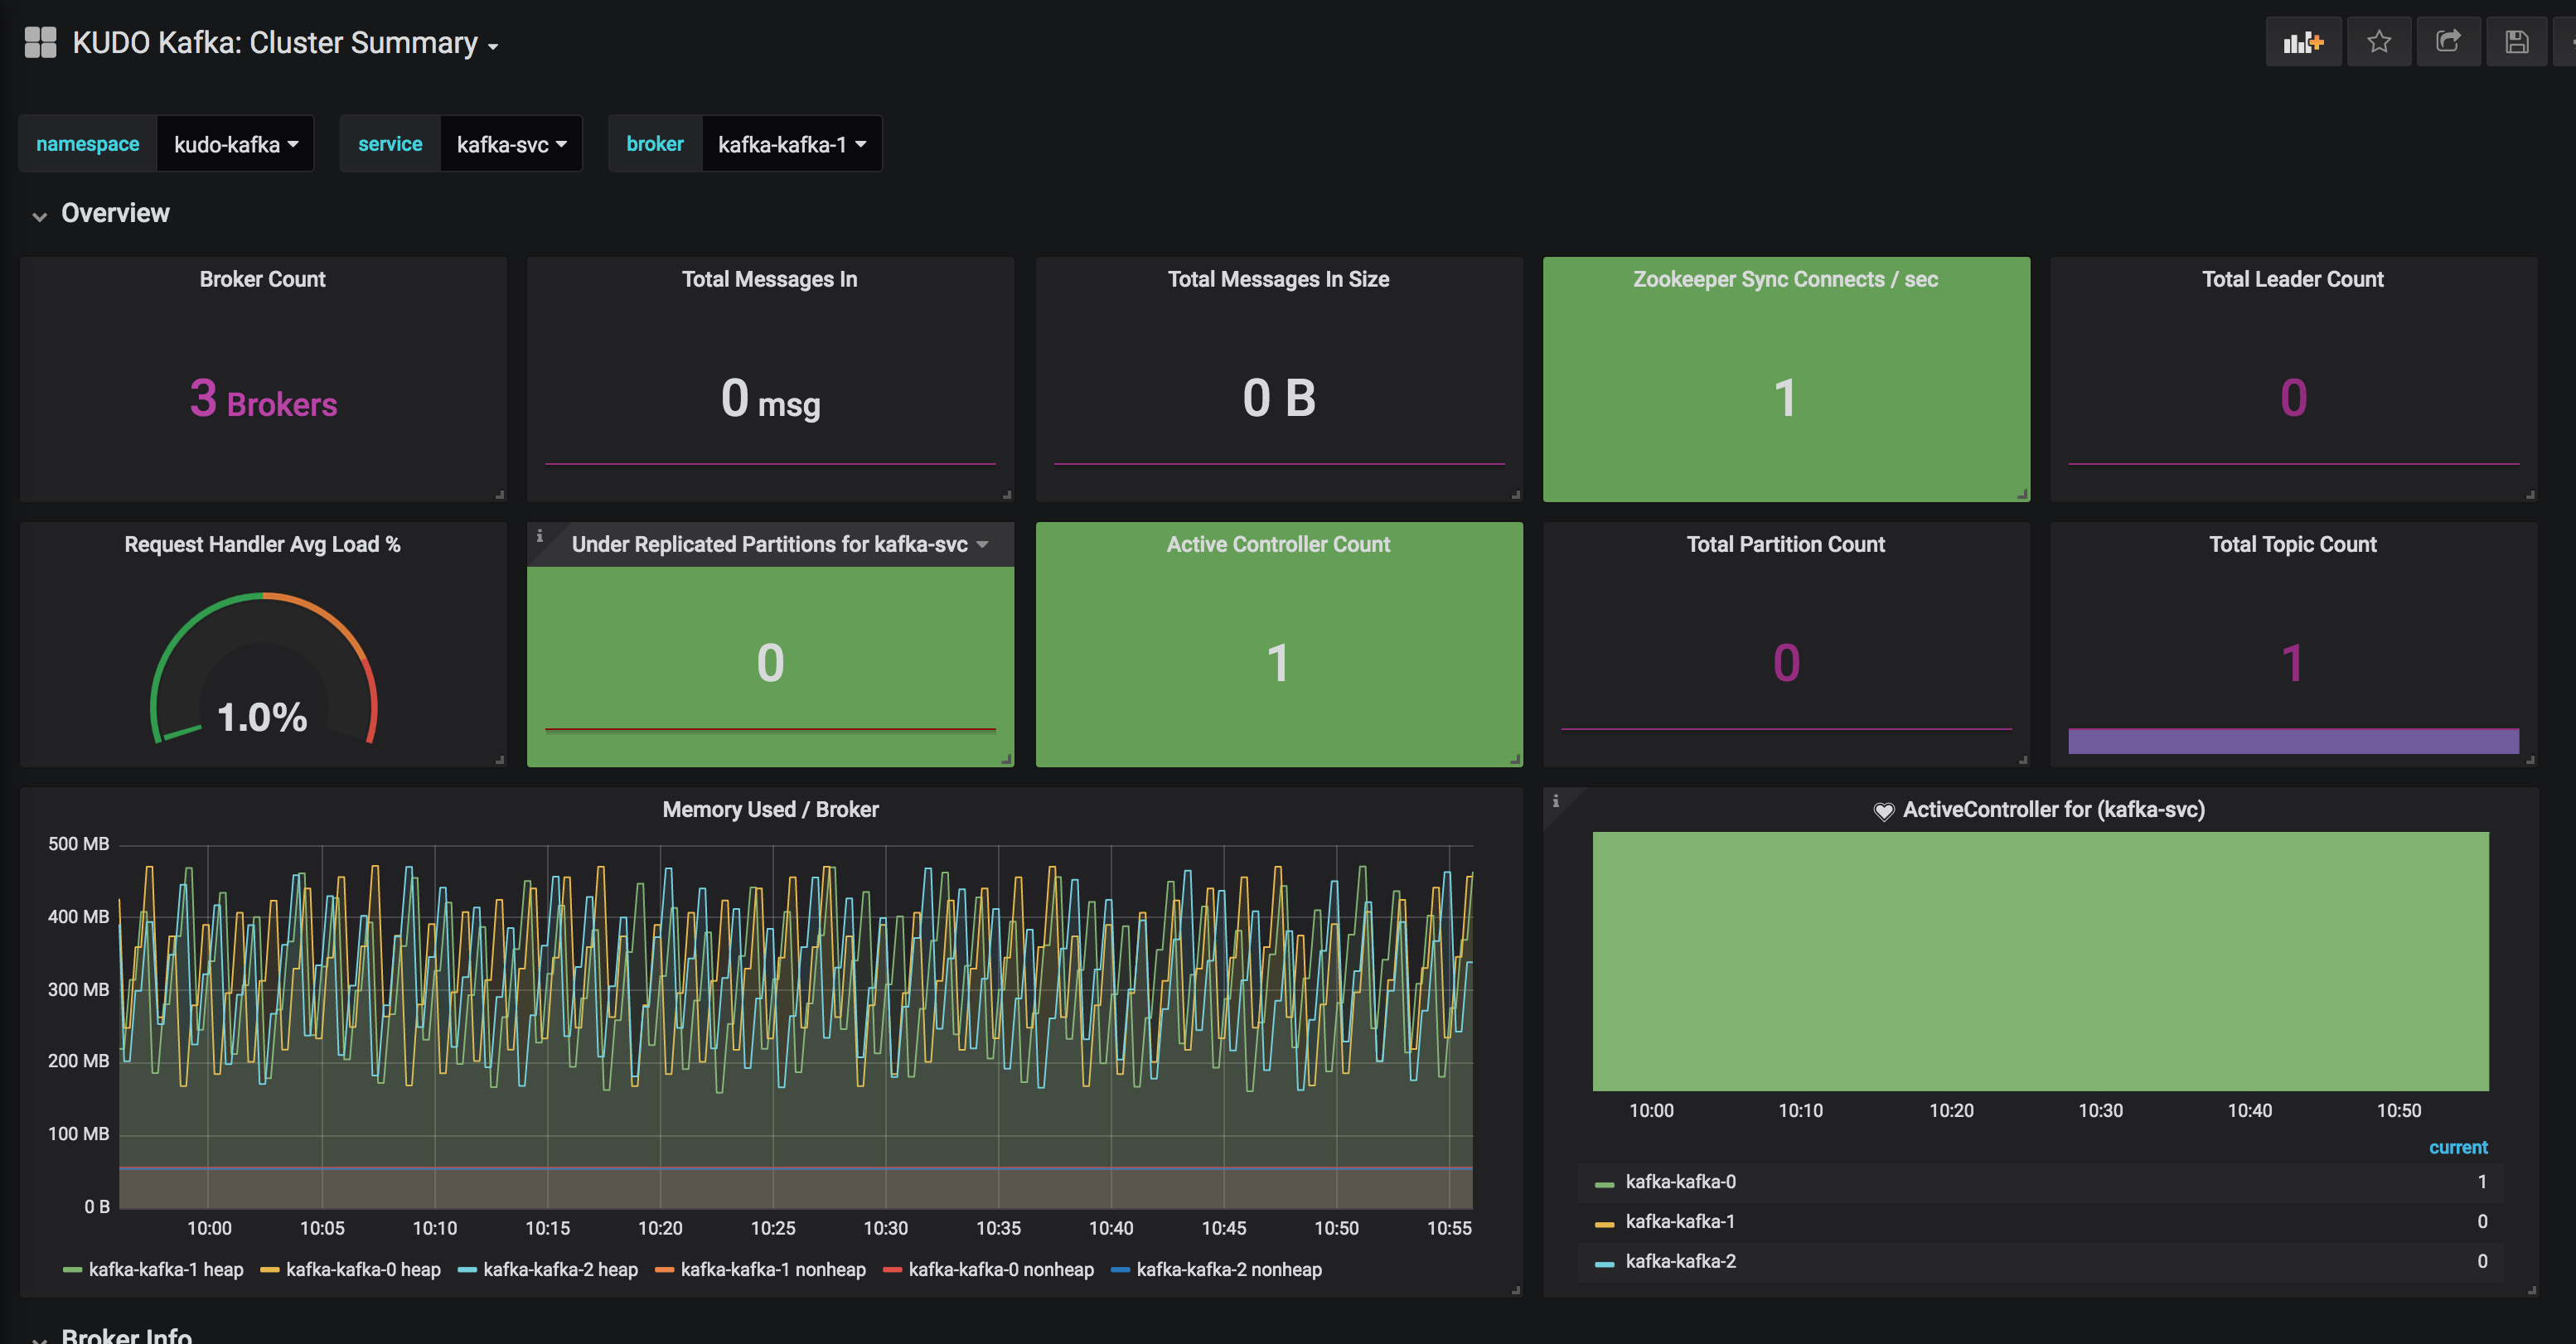 KUDO Kafka: Cluster Summary
namespace kudo-kafka service kafka-svc broker kafka-kafka-1
Overview
Broker Count
3 Brokers
Total Messages In
0 msg
Total Messages In Size
0 B
Zookeeper Sync Connects / sec
1
Total Leader Count
0
Request Handler Avg Load %
1.0%
Under Replicated Partitions for kafka-svc
0
Active Controller Count
1
Total Partition Count
0
Total Topic Count
1
Memory Used / Broker
500 MB
400 MB
300 MB
200 MB
100 MB
0 B
10:00 10:05 10:10 10:15 10:20 10:25 10:30 10:35 10:40 10:45 10:50 10:55
kafka-kafka-1 heap kafka-kafka-0 heap kafka-kafka-2 heap kafka-kafka-1 nonheap kafka-kafka-0 nonheap kafka-kafka-2 nonheap
ActiveController for (kafka-svc)
10:00 10:10 10:20 10:30 10:40 10:50
current
kafka-kafka-0 1
kafka-kafka-1 0
kafka-kafka-2 0
Broker Info